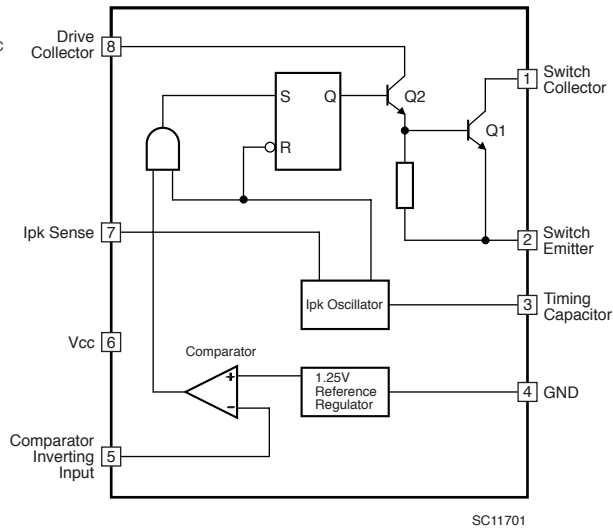 C
Drive
Collector
8
S
Q
R
Q2
Q1
1
Switch
Collector
Ipk Sense
7
2
Switch
Emitter
Ipk Oscillator
3
Timing
Capacitor
Vcc
6
Comparator
+
−
1.25V
Reference
Regulator
4
GND
Comparator
Inverting
Input
5
SC11701